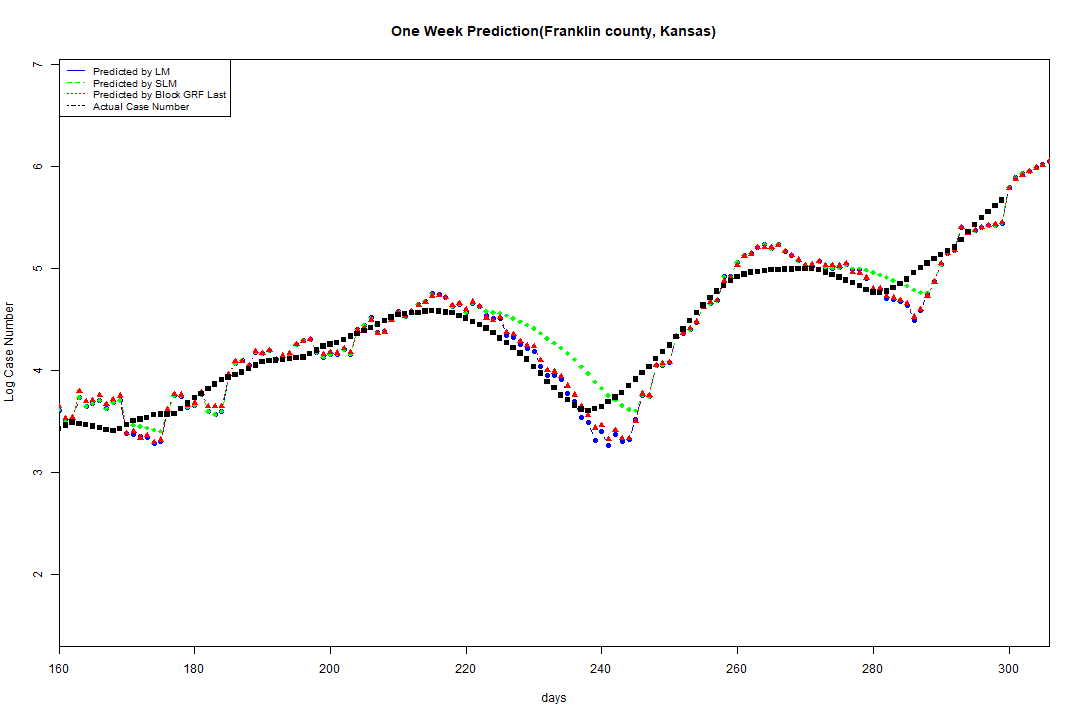 One Week Prediction(Franklin county, Kansas)
7
Predicted by LM
Predicted by SLM
Predicted by Block GRF Last
Actual Case Number
6
5
4
3
2
Log Case Number
160 180 200 220 240 260 280 300
days